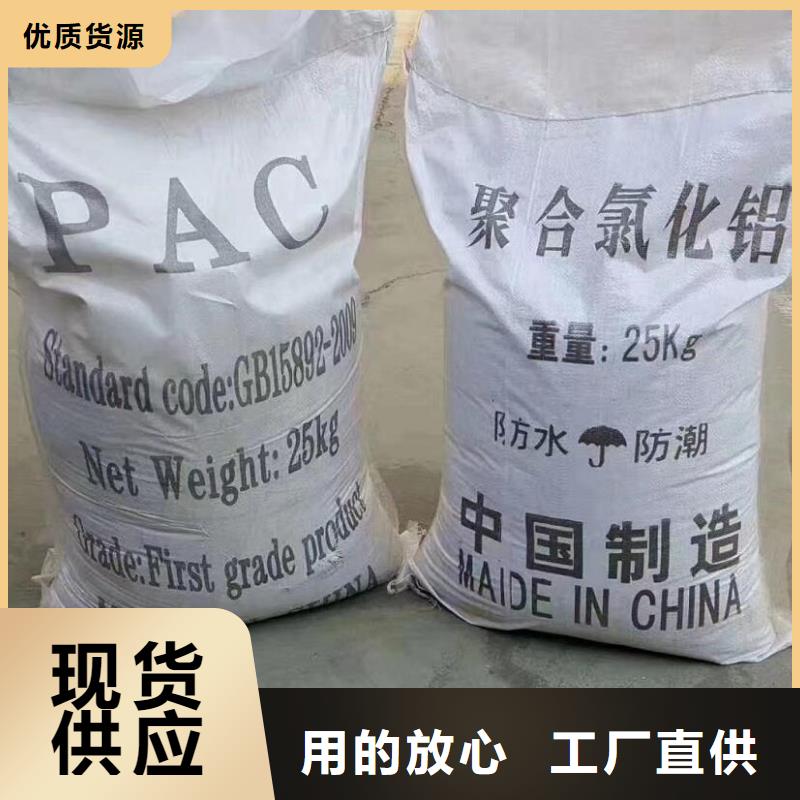 优质货源
PAC
Standard code:GB15892-2009
Net Weight: 25kg
Grade:First grade product
CHINA
聚合氯化铝
重量: 25Kg
防水 防潮
中国制造
MAIDE IN CHINA
现货
供应
用的放心 工厂直供